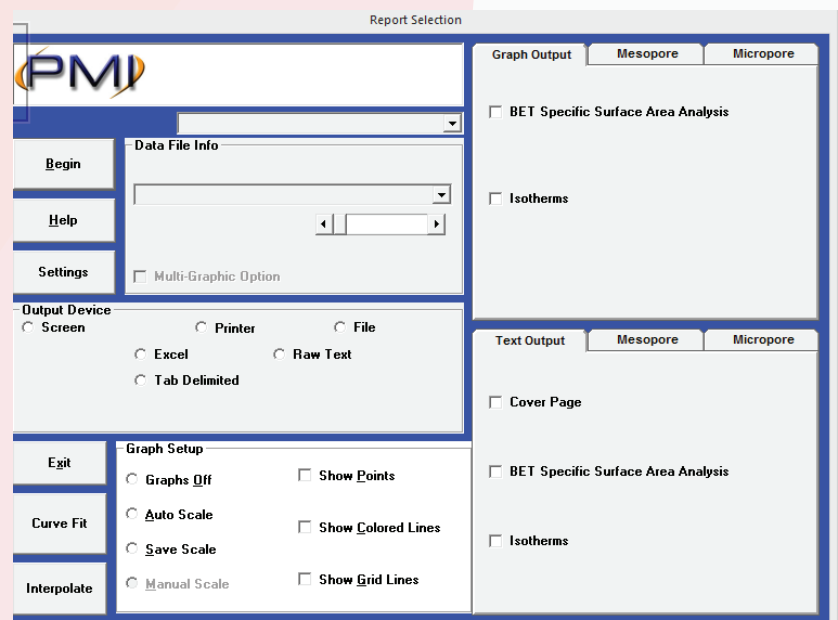 Report Selection
PMI
Begin
Help
Settings
Data File Info
Multi-Graphic Option
Output Device
Screen
Printer
File
Excel
Raw Text
Tab Delimited
Exit
Curve Fit
Interpolate
Graph Setup
Graphs Off
Auto Scale
Save Scale
Manual Scale
Show Points
Show Colored Lines
Show Grid Lines
Graph Output
Mesopore
Micropore
BET Specific Surface Area Analysis
Isotherms
Text Output
Mesopore
Micropore
Cover Page
BET Specific Surface Area Analysis
Isotherms